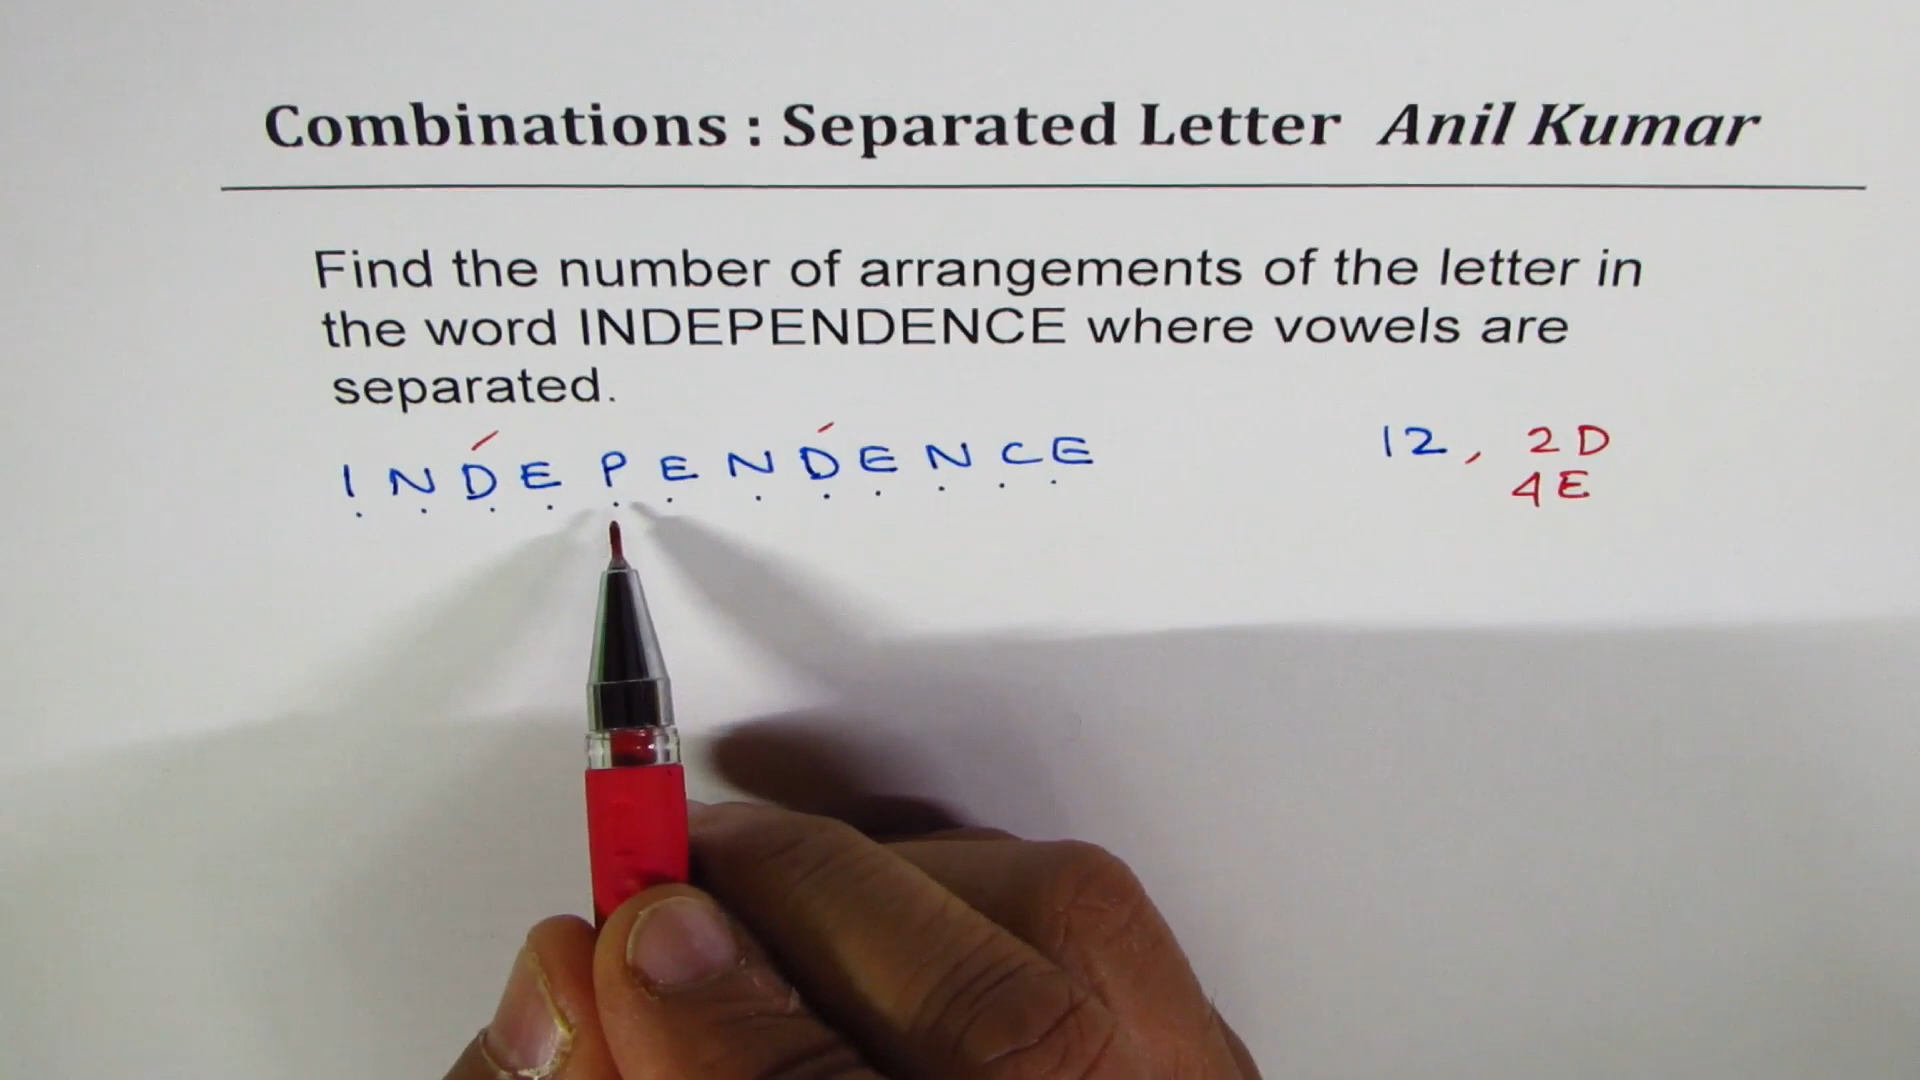 Combinations : Separated Letter Anil Kumar
Find the number of arrangements of the letter in
the word INDEPENDENCE where vowels are
separated.
I N D E P E N D E N C E 12, 2D
4E